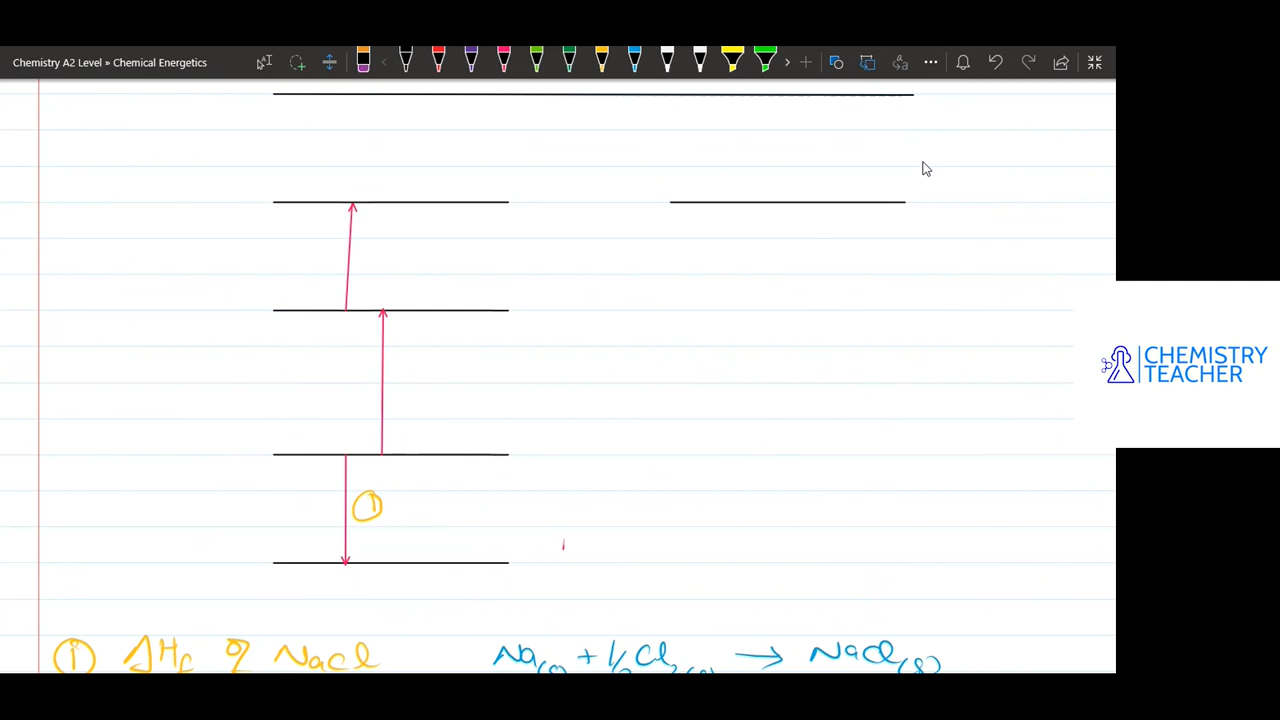 Chemistry A2 Level » Chemical Energetics
CHEMISTRY
TEACHER
①
① ΔHf of NaCl Na(s) + ½Cl₂(g) → NaCl(s)